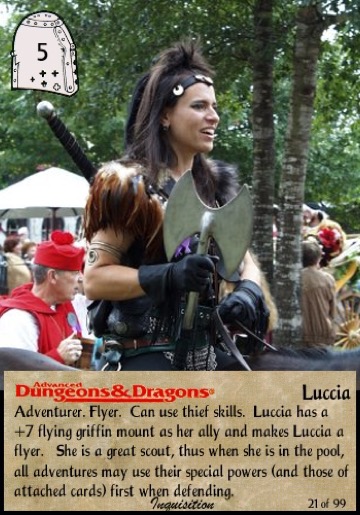 5
Advanced
Dungeons&Dragons®
Luccia
Adventurer. Flyer. Can use thief skills. Luccia has a
+7 flying griffin mount as her ally and makes Luccia a
flyer. She is a great scout, thus when she is in the pool,
all adventures may use their special powers (and those of
attached cards) first when defending.
Inquisition
21 of 99